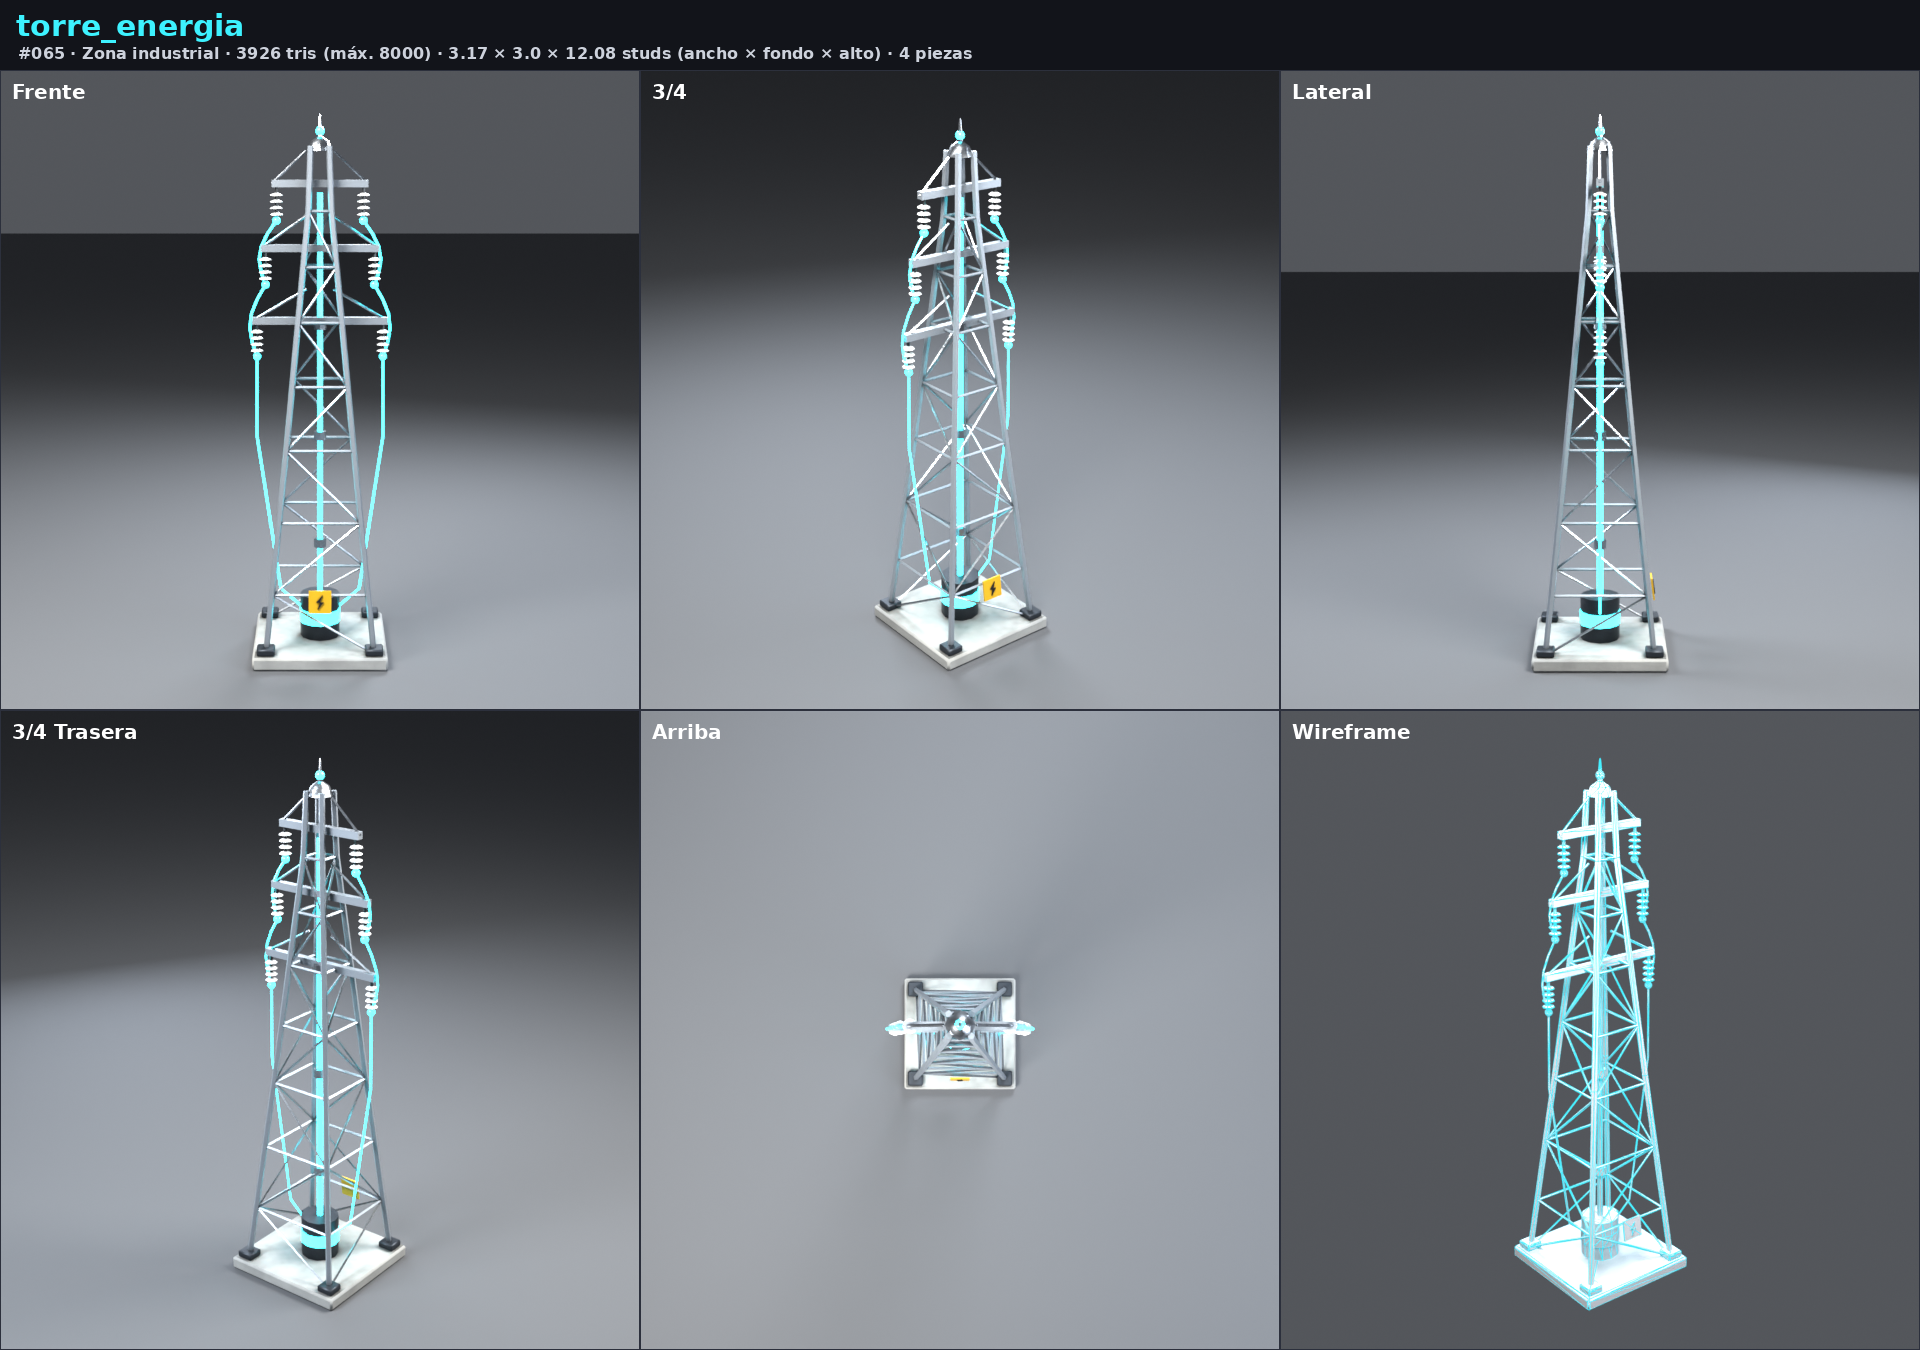 torre_energia
#065 · Zona industrial · 3926 tris (máx. 8000) · 3.17 × 3.0 × 12.08 studs (ancho × fondo × alto) · 4 piezas
Frente
3/4
Lateral
3/4 Trasera
Arriba
Wireframe